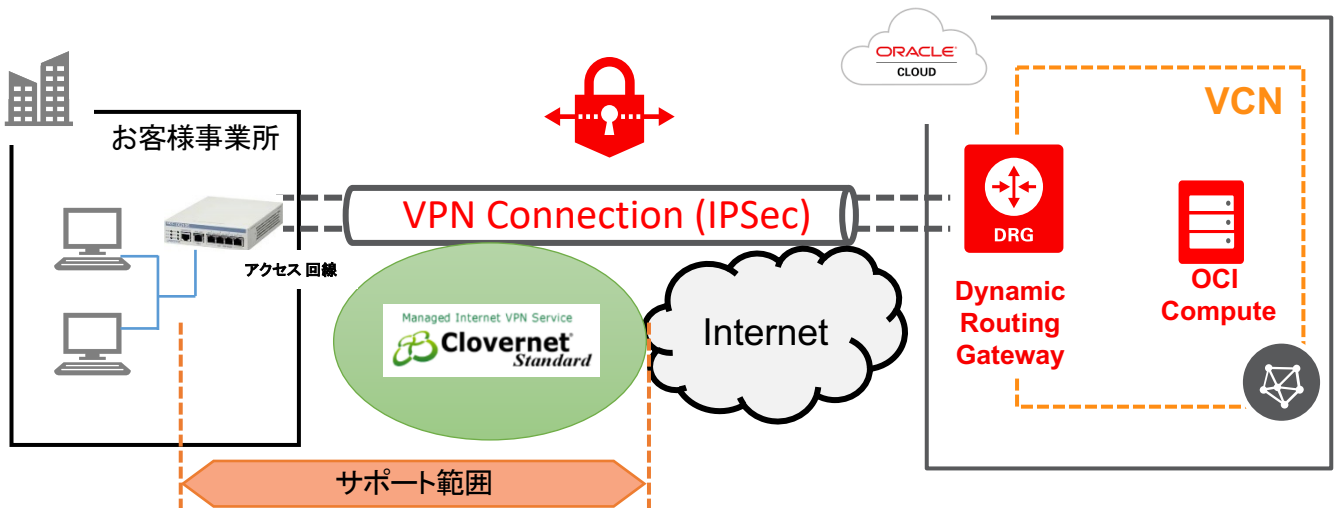 お客様事業所
アクセス 回線
VPN Connection (IPSec)
Managed Internet VPN Service
Clovernet
Standard
Internet
サポート範囲
ORACLE
CLOUD
VCN
DRG
Dynamic
Routing
Gateway
OCI
Compute